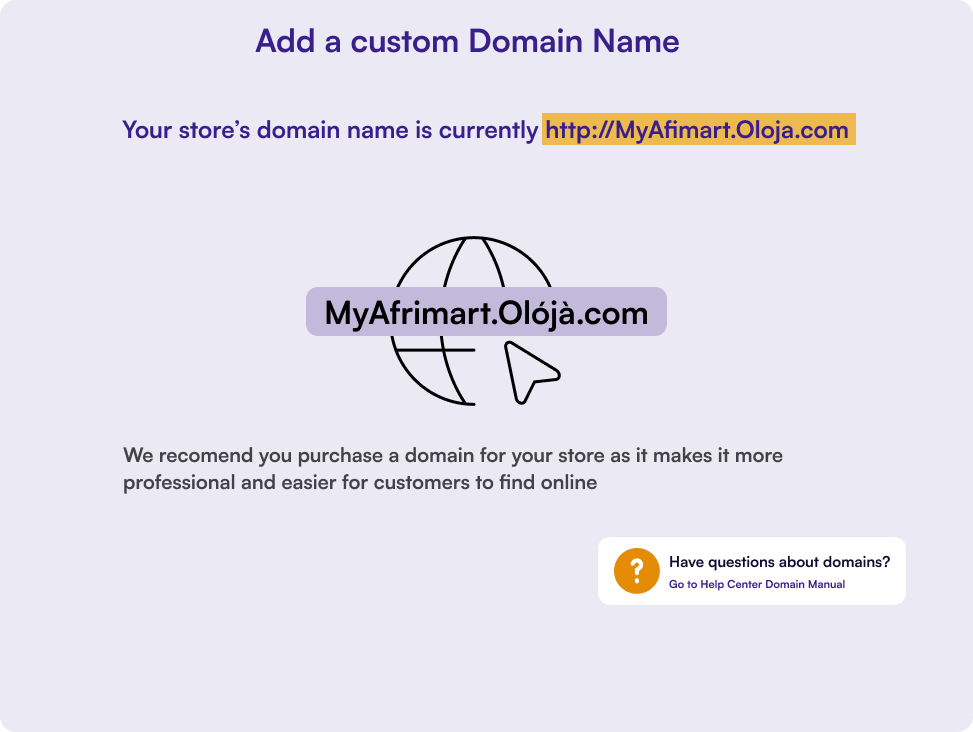 Add a custom Domain Name
Your store’s domain name is currently http://MyAfimart.Oloja.com
MyAfrimart.Olójà.com
We recomend you purchase a domain for your store as it makes it more
professional and easier for customers to find online
?
Have questions about domains?
Go to Help Center Domain Manual